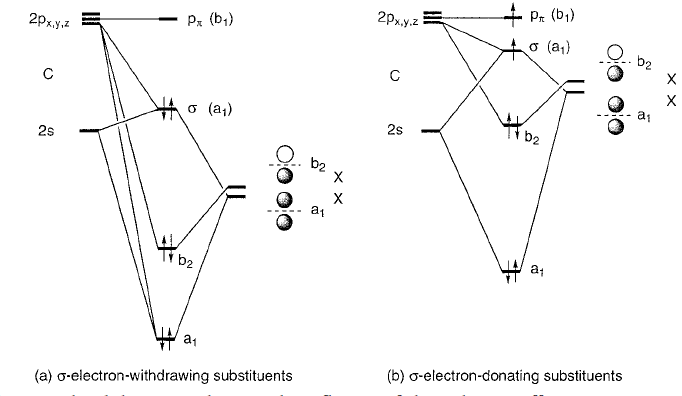 2px,y,z
pπ (b1)
C
σ (a1)
2s
b2
X
X
a1
b2
a1
2px,y,z
pπ (b1)
σ (a1)
C
b2
X
X
a1
2s
b2
a1
(a) σ-electron-withdrawing substituents
(b) σ-electron-donating substituents